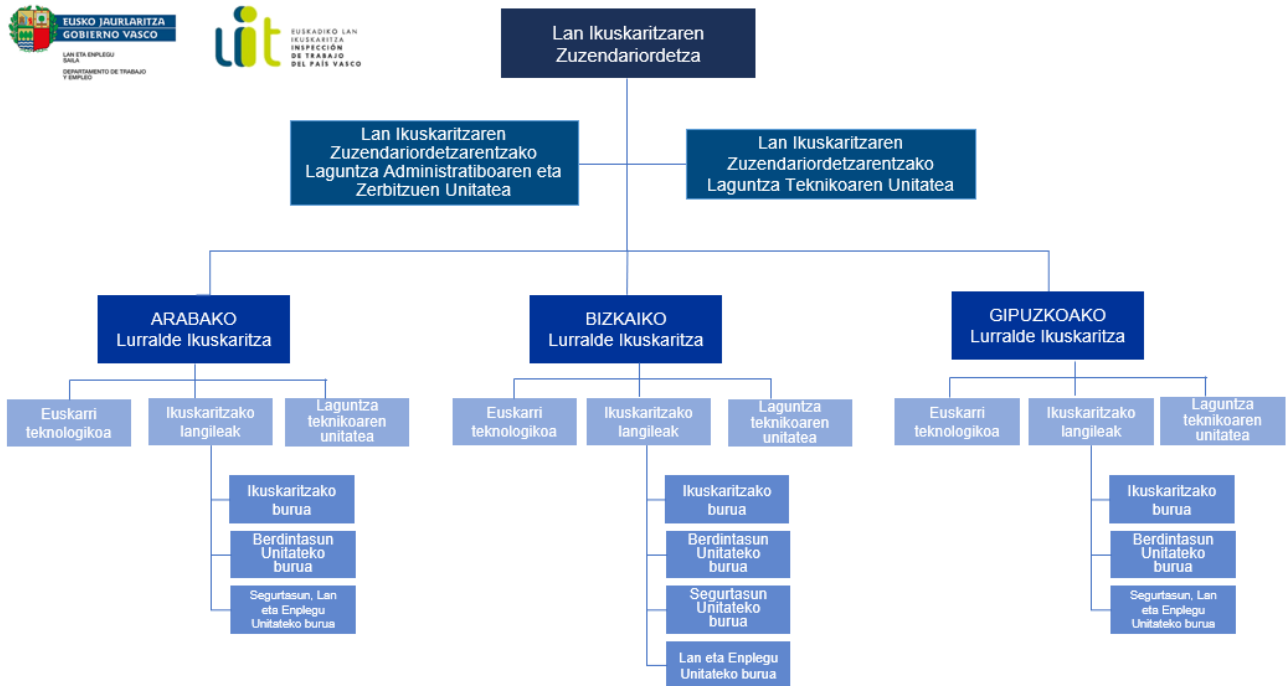 EUSKO JAURLARITZA
GOBIERNO VASCO
LAN ETA ENPLEGU
SAILA
DEPARTAMENTO DE TRABAJO
Y EMPLEO
uit
EUSKADIKO LAN
IKUSKARITZA
INSPECCIÓN
DE TRABAJO
DEL PAÍS VASCO
Lan Ikuskaritzaren
Zuzendariordetza
Lan Ikuskaritzaren
Zuzendariordetzarentzako
Laguntza Administratiboaren eta
Zerbitzuen Unitatea
Lan Ikuskaritzaren
Zuzendariordetzarentzako
Laguntza Teknikoaren Unitatea
ARABAKO
Lurralde Ikuskaritza
BIZKAIKO
Lurralde Ikuskaritza
GIPUZKOAKO
Lurralde Ikuskaritza
Euskarri
teknologikoa
Ikuskaritzako
langileak
Laguntza
teknikoaren
unitatea
Euskarri
teknologikoa
Ikuskaritzako
langileak
Laguntza
teknikoaren
unitatea
Euskarri
teknologikoa
Ikuskaritzako
langileak
Laguntza
teknikoaren
unitatea
Ikuskaritzako
burua
Berdintasun
Unitateko
burua
Segurtasun, Lan
eta Enplegu
Unitateko burua
Ikuskaritzako
burua
Berdintasun
Unitateko
burua
Segurtasun
Unitateko
burua
Lan eta Enplegu
Unitateko burua
Ikuskaritzako
burua
Berdintasun
Unitateko
burua
Segurtasun, Lan
eta Enplegu
Unitateko burua